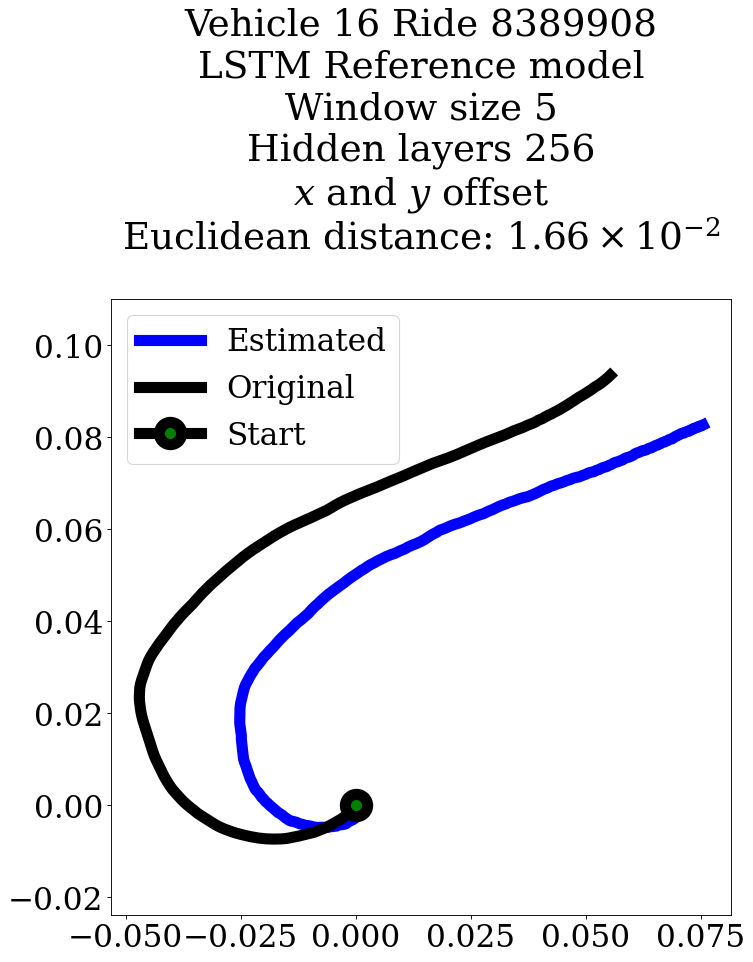 Vehicle 16 Ride 8389908
LSTM Reference model
Window size 5
Hidden layers 256
x and y offset
Euclidean distance: 1.66 × 10⁻²
Estimated
Original
Start
0.10
0.08
0.06
0.04
0.02
0.00
−0.02
−0.050 −0.025 0.000 0.025 0.050 0.075